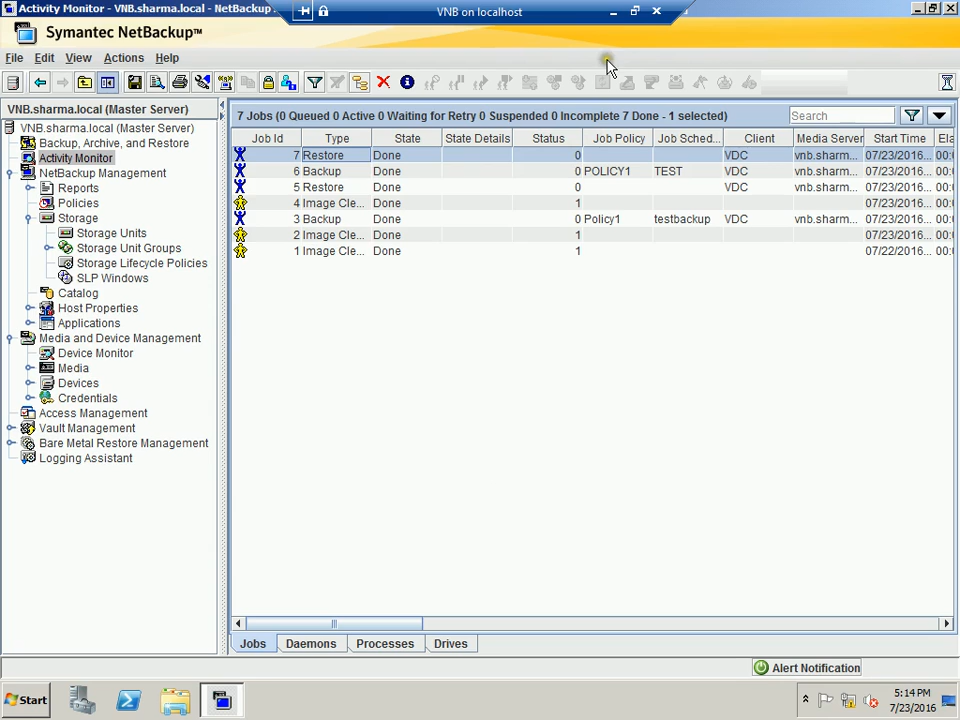 Activity Monitor - VNB.sharma.local - NetBackup
VNB on localhost
Symantec NetBackup™
File Edit View Actions Help
VNB.sharma.local (Master Server)
VNB.sharma.local (Master Server)
Backup, Archive, and Restore
Activity Monitor
NetBackup Management
Reports
Policies
Storage
Storage Units
Storage Unit Groups
Storage Lifecycle Policies
SLP Windows
Catalog
Host Properties
Applications
Media and Device Management
Device Monitor
Media
Devices
Credentials
Access Management
Vault Management
Bare Metal Restore Management
Logging Assistant
7 Jobs (0 Queued 0 Active 0 Waiting for Retry 0 Suspended 0 Incomplete 7 Done - 1 selected)
Search
Job Id Type State State Details Status Job Policy Job Sched... Client Media Server Start Time Ela
7 Restore Done 0 VDC vnb.sharm... 07/23/2016... 00:
6 Backup Done 0 POLICY1 TEST VDC vnb.sharm... 07/23/2016... 00:
5 Restore Done 0 VDC vnb.sharm... 07/23/2016... 00:
4 Image Cle... Done 1 07/23/2016... 00:
3 Backup Done 0 Policy1 testbackup VDC vnb.sharm... 07/23/2016... 00:
2 Image Cle... Done 1 07/23/2016... 00:
1 Image Cle... Done 1 07/22/2016... 00:
Jobs Daemons Processes Drives
Alert Notification
Start
5:14 PM
7/23/2016